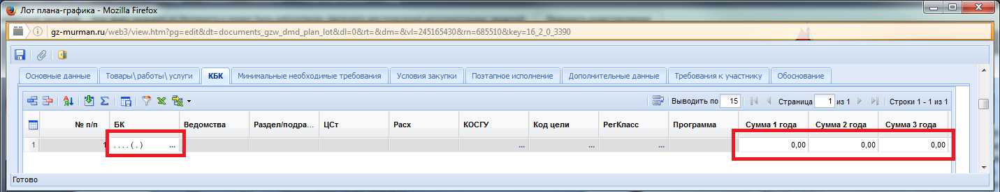 Лот плана-графика - Mozilla Firefox
gz-murman.ru/web3/view.htm?pg=edit&dt=documents_gzw_dmd_plan_lot&dl=0&rt=&dm=&vl=245165430&rn=685510&key=16_2_0_3390
Основные данные Товары\ работы\ услуги КБК Минимальные необходимые требования Условия закупки Поэтапное исполнение Дополнительные данные Требования к участнику Обоснование
Выводить по 15 Страница 1 из 1 Строки 1 - 1 из 1
№ п/п БК Ведомства Раздел/подра... ЦСт Расх КОСГУ Код цели РегКласс Программа Сумма 1 года Сумма 2 года Сумма 3 года
1 1 . . . . ( . ) ... ... ... ... 0,00 0,00 0,00
Готово